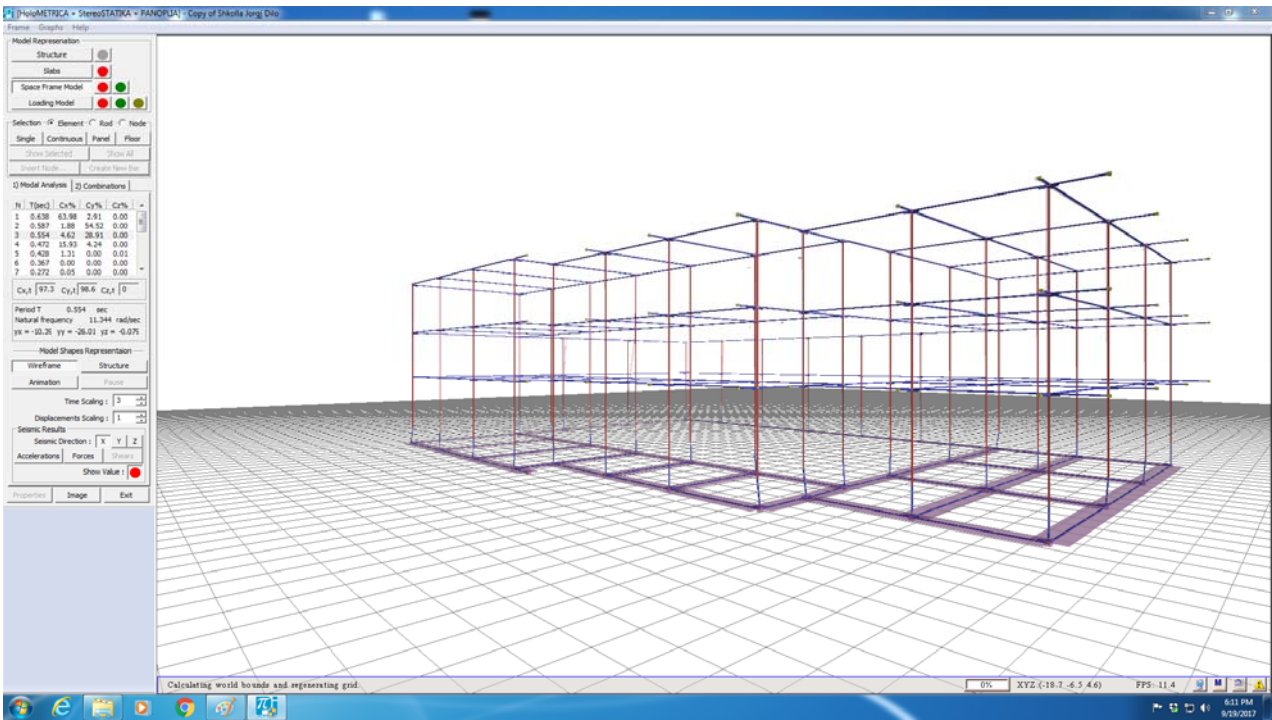 [HoloMETRICA + StereoSTATIKA + PANOPLIA] - Copy of Shkolla Jorgj Dilo
Frame Graphs Help
Model Represenation
Structure
Slabs
Space Frame Model
Loading Model
Selection Element Rod Node
Single Continuous Panel Floor
Show Selected Show All
Insert Node... Create New Bar
1) Modal Analysis 2) Combinations
N T(sec) Cx% Cy% Cz%
1 0.638 63.98 2.91 0.00
2 0.587 1.88 54.52 0.00
3 0.554 4.62 28.91 0.00
4 0.472 15.93 4.24 0.00
5 0.428 1.31 0.00 0.01
6 0.367 0.00 0.00 0.00
7 0.272 0.05 0.00 0.00
Cx,t 97.3 Cy,t 98.6 Cz,t 0
Period T 0.554 sec
Natural frequency 11.344 rad/sec
yx = -10.26 yy = -26.01 yz = -0.079
Model Shapes Representaion
Wireframe Structure
Animation Pause
Time Scaling : 3
Displacements Scaling : 1
Seismic Results
Seismic Direction : X Y Z
Accelerations Forces Shears
Show Value :
Properties Image Exit
Calculating world bounds and regenerating grid. 0% XYZ (-18.7 -6.5 4.6) FPS: 11.4
6:11 PM
9/19/2017